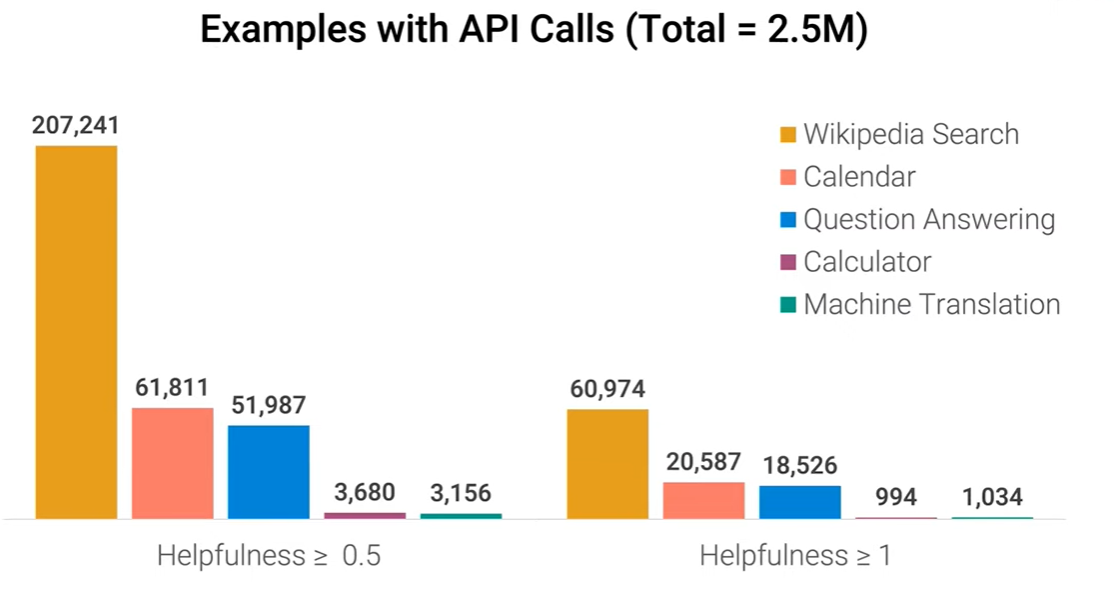 Examples with API Calls (Total = 2.5M)
207,241
61,811
51,987
3,680
3,156
Helpfulness ≥ 0.5
60,974
20,587
18,526
994
1,034
Helpfulness ≥ 1
Wikipedia Search
Calendar
Question Answering
Calculator
Machine Translation